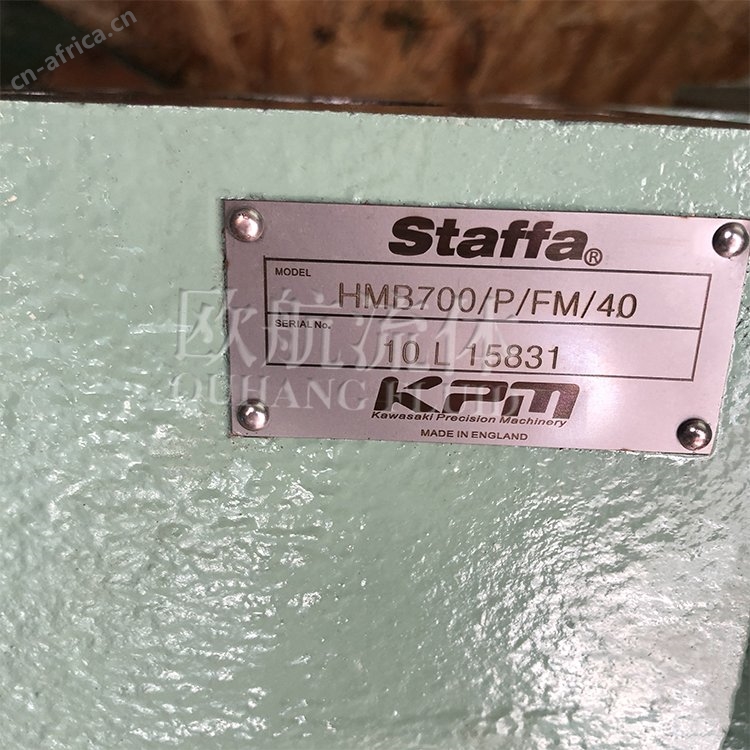 cn-africa.cn
Staffa®
MODEL
HMB700/P/FM/40
SERIAL No.
10 L 15831
欧航流体
OUHANG FLUID
KPM
Kawasaki Precision Machinery
MADE IN ENGLAND